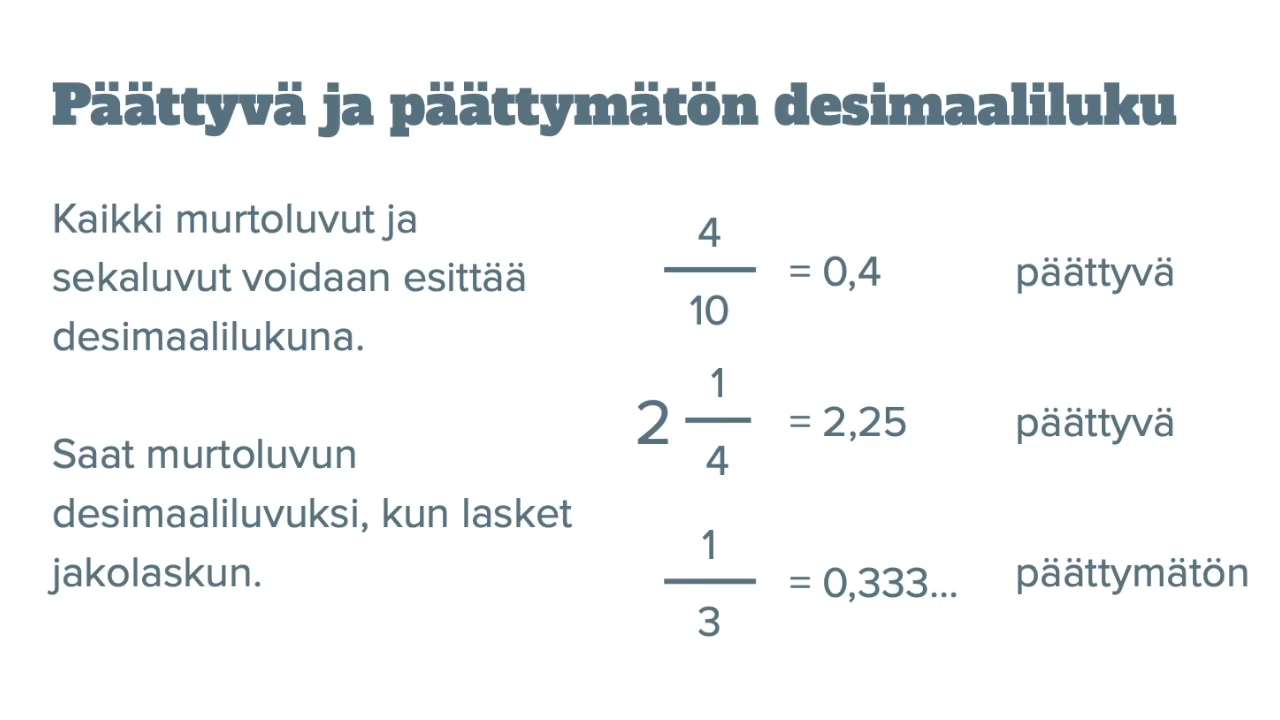 Päättyvä ja päättymätön desimaaliluku
Kaikki murtoluvut ja
sekaluvut voidaan esittää
desimaalilukuna.
Saat murtoluvun
desimaaliluvuksi, kun lasket
jakolaskun.
4
10
= 0,4
päättyvä
2
1
4
= 2,25
päättyvä
1
3
= 0,333...
päättymätön